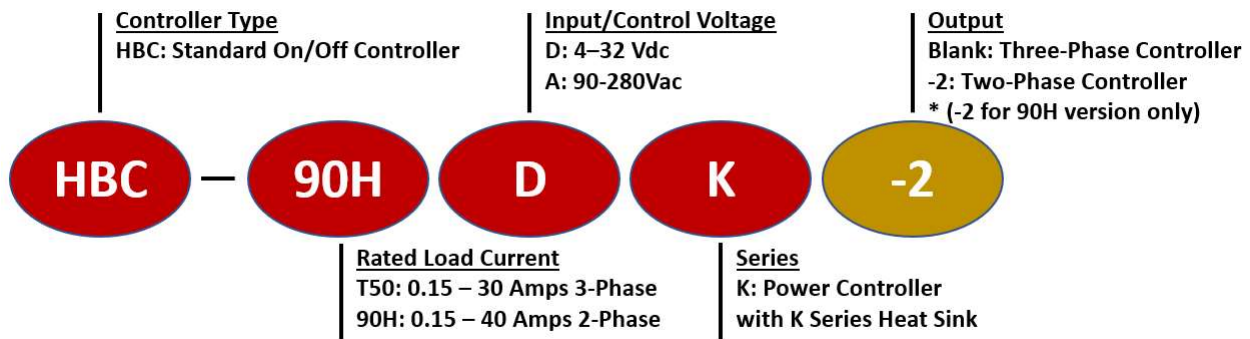 Controller Type
HBC: Standard On/Off Controller
Input/Control Voltage
D: 4–32 Vdc
A: 90-280Vac
Output
Blank: Three-Phase Controller
-2: Two-Phase Controller
* (-2 for 90H version only)
HBC – 90H D K -2
Rated Load Current
T50: 0.15 – 30 Amps 3-Phase
90H: 0.15 – 40 Amps 2-Phase
Series
K: Power Controller
with K Series Heat Sink